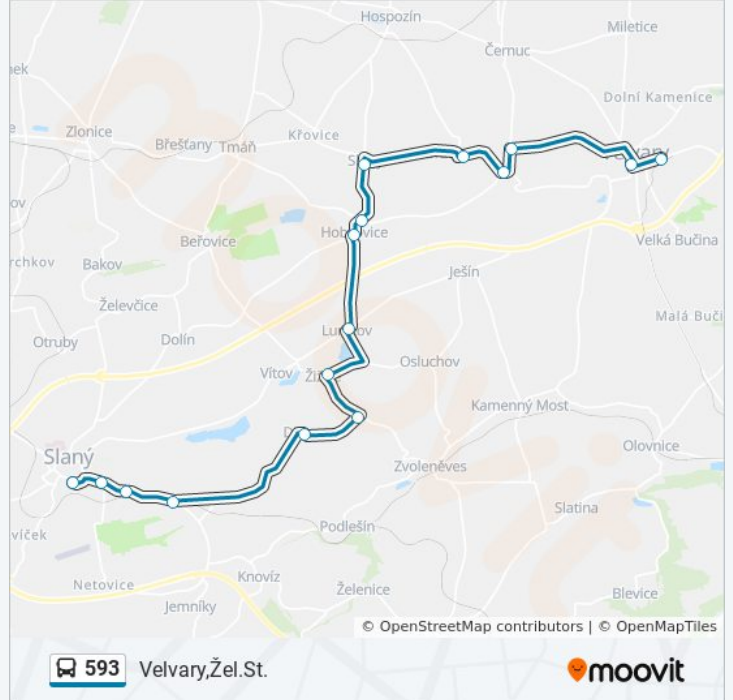 Hospozín
Miletice
Černuc
Dolní Kamenice
Zlonice
Křovice
Břešťany
Tmáň
Beřovice
Velká Bučina
Bakov
Ješín
Želevčice
Otruby
Dolín
Vítov
Osluchov
Kamenný Most
Slaný
Olovnice
Zvoleněves
Slatina
Podlešín
Netovice
Knovíz
Želenice
Blevice
Jemníky
© OpenStreetMap contributors | © OpenMapTiles
593 Velvary,Žel.St.
moovit